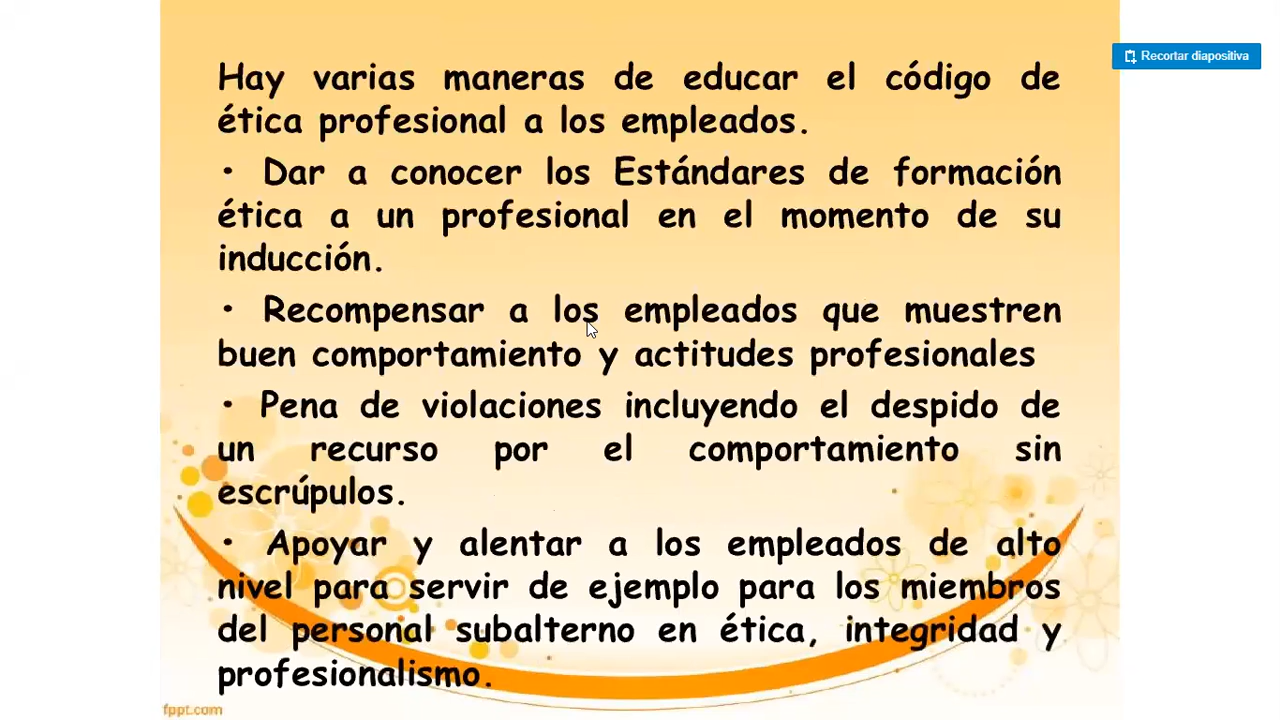 Recortar diapositiva
Hay varias maneras de educar el código de
ética profesional a los empleados.
• Dar a conocer los Estándares de formación
ética a un profesional en el momento de su
inducción.
• Recompensar a los empleados que muestren
buen comportamiento y actitudes profesionales
• Pena de violaciones incluyendo el despido de
un recurso por el comportamiento sin
escrúpulos.
• Apoyar y alentar a los empleados de alto
nivel para servir de ejemplo para los miembros
del personal subalterno en ética, integridad y
profesionalismo.
fppt.com